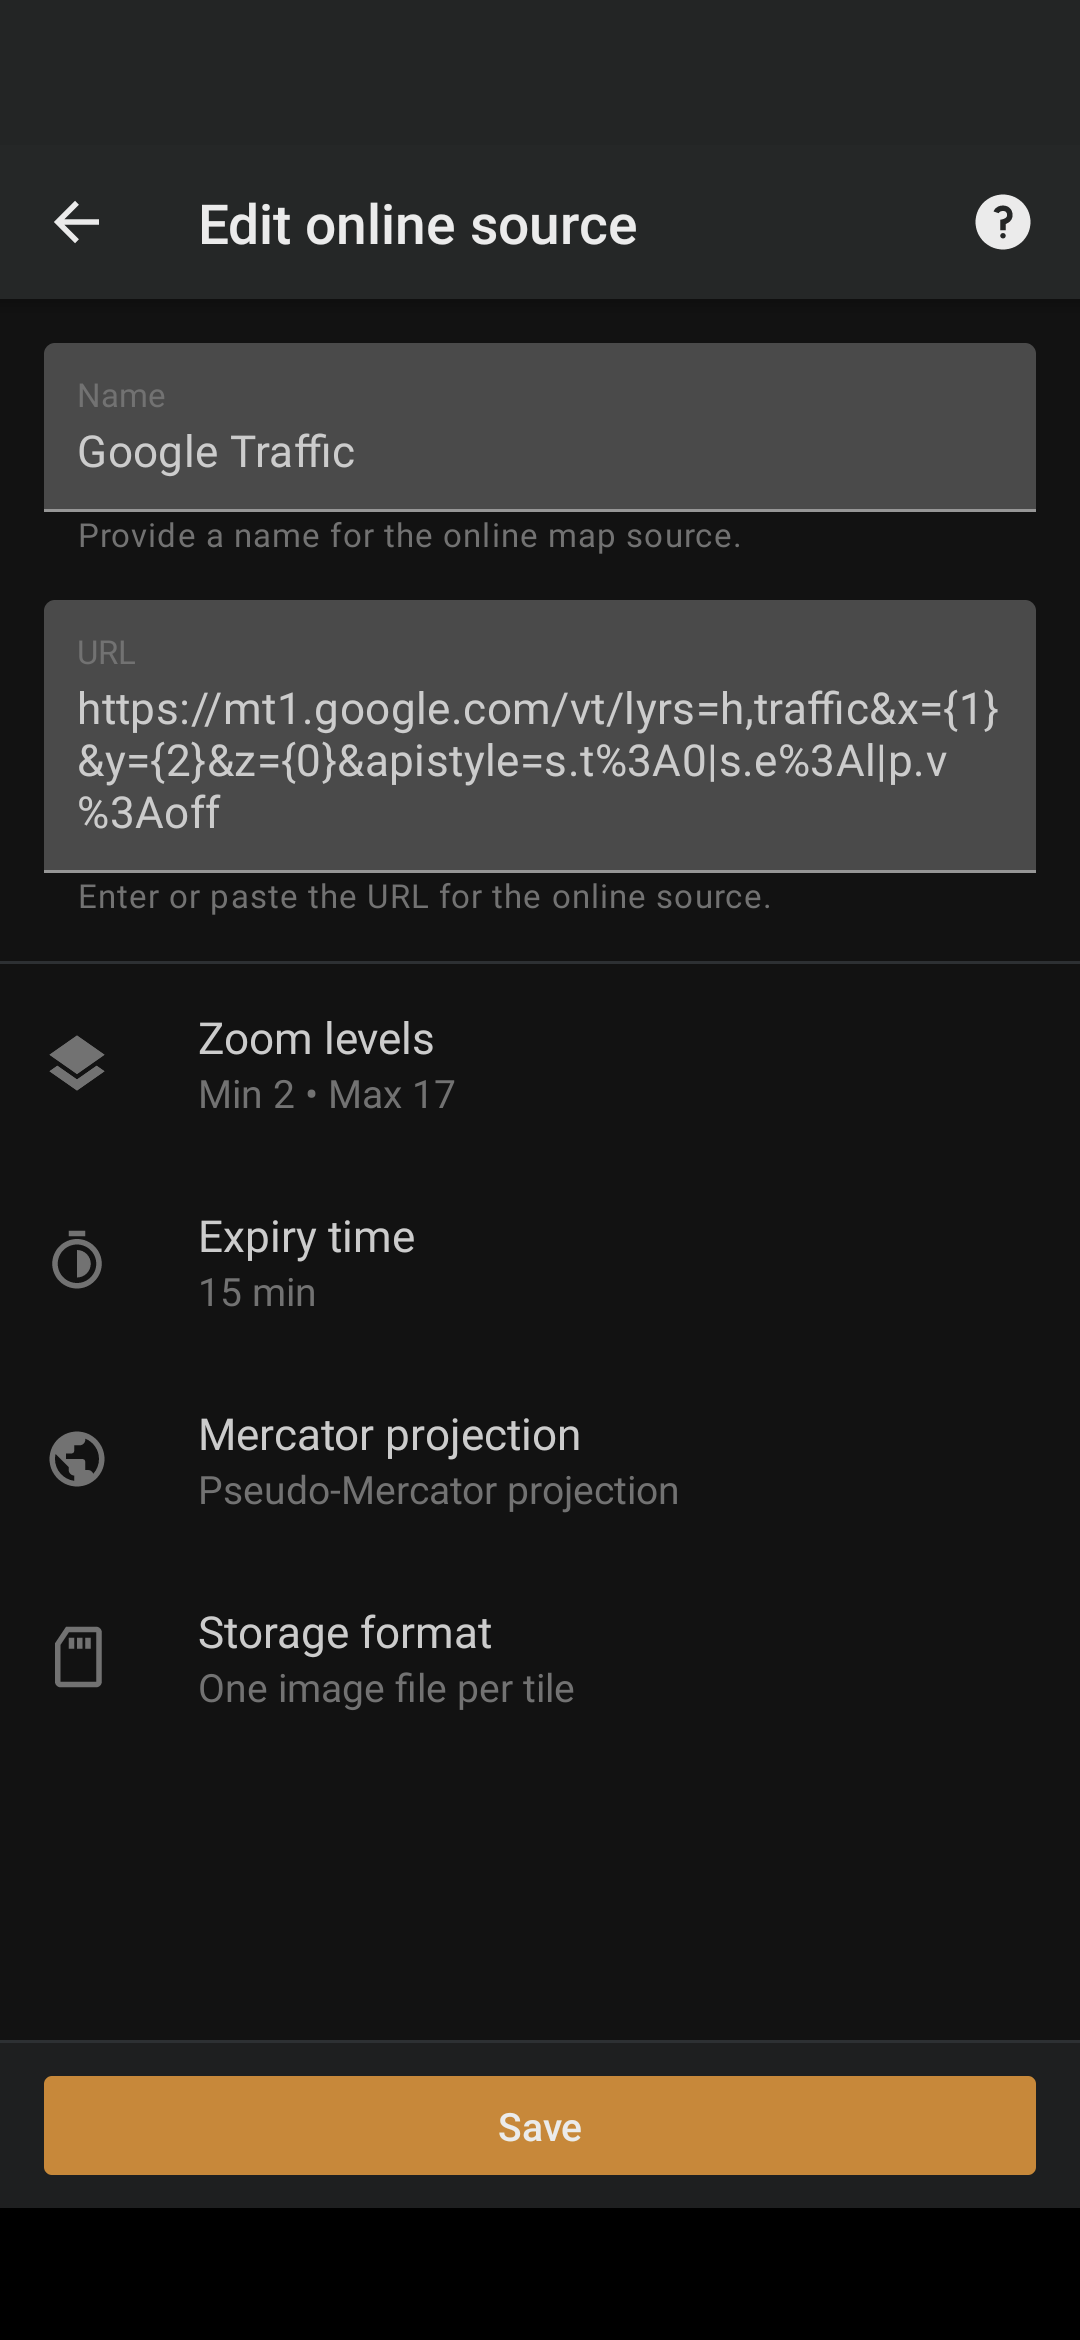 Edit online source
?
Name
Google Traffic
Provide a name for the online map source.
URL
https://mt1.google.com/vt/lyrs=h,traffic&x={1}
&y={2}&z={0}&apistyle=s.t%3A0|s.e%3Al|p.v
%3Aoff
Enter or paste the URL for the online source.
Zoom levels
Min 2 • Max 17
Expiry time
15 min
Mercator projection
Pseudo-Mercator projection
Storage format
One image file per tile
Save